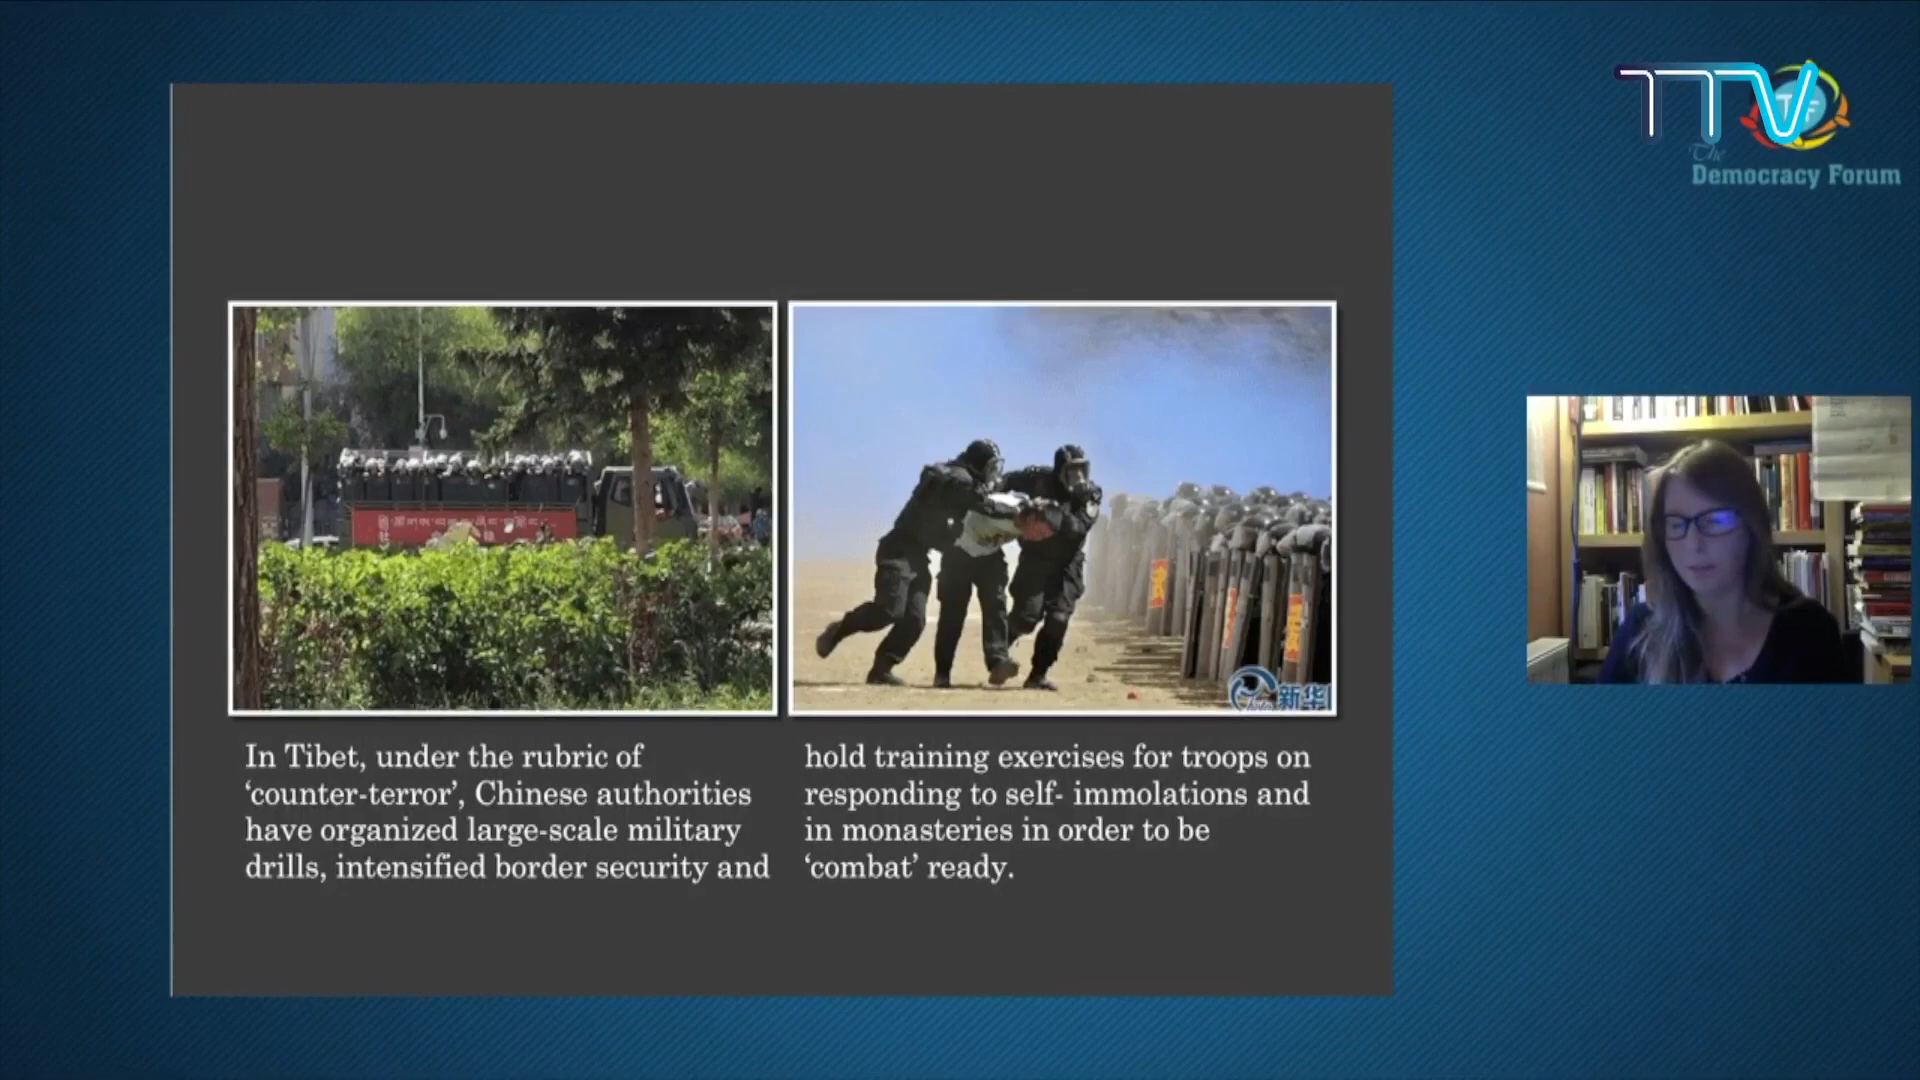 TTV
The
Democracy Forum
In Tibet, under the rubric of
‘counter-terror’, Chinese authorities
have organized large-scale military
drills, intensified border security and
hold training exercises for troops on
responding to self- immolations and
in monasteries in order to be
‘combat’ ready.
新华